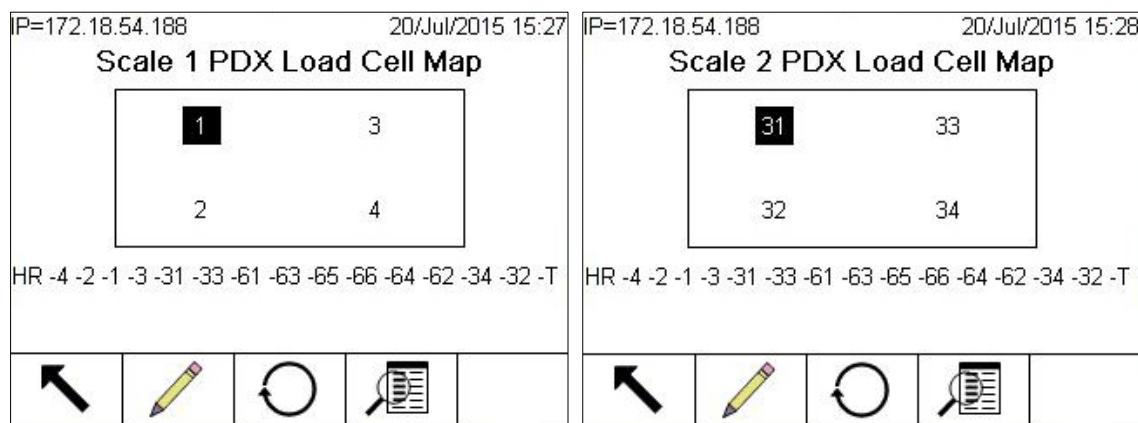 IP=172.18.54.188 20/Jul/2015 15:27
Scale 1 PDX Load Cell Map
1 3
2 4
HR -4 -2 -1 -3 -31 -33 -61 -63 -65 -66 -64 -62 -34 -32 -T
IP=172.18.54.188 20/Jul/2015 15:28
Scale 2 PDX Load Cell Map
31 33
32 34
HR -4 -2 -1 -3 -31 -33 -61 -63 -65 -66 -64 -62 -34 -32 -T